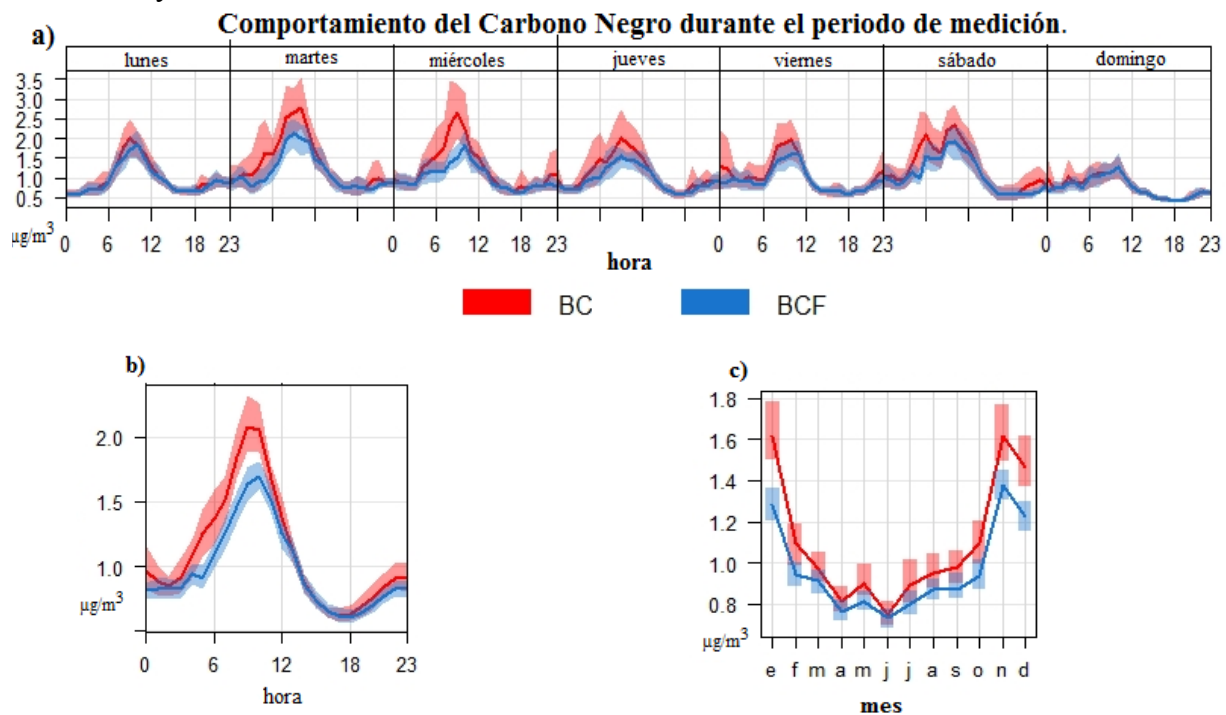 Comportamiento del Carbono Negro durante el periodo de medición.
a)
lunes martes miércoles jueves viernes sábado domingo
3.5
3.0
2.5
2.0
1.5
1.0
0.5
µg/m³
0 6 12 18 23 0 6 12 18 23 0 6 12 18 23 0 6 12 18 23
hora
BC BCF
b)
2.0
1.5
1.0
µg/m³
0 6 12 18 23
hora
c)
1.8
1.6
1.4
1.2
1.0
0.8
µg/m³
e f m a m j j a s o n d
mes